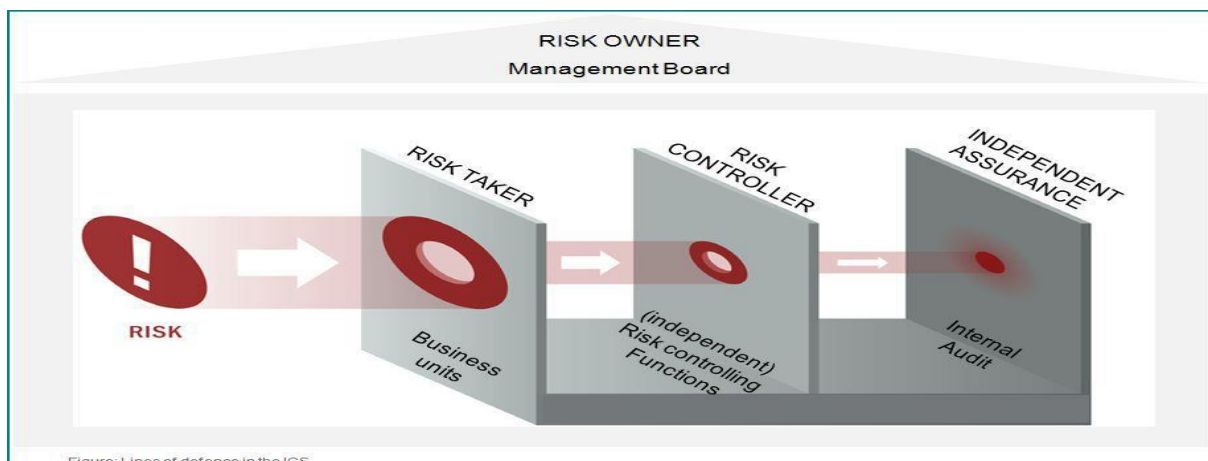 RISK OWNER
Management Board
RISK TAKER
RISK
CONTROLLER
INDEPENDENT
ASSURANCE
!
RISK
Business
units
(independent)
Risk controlling
Functions
Internal
Audit
Figure: Lines of defence in the ICS